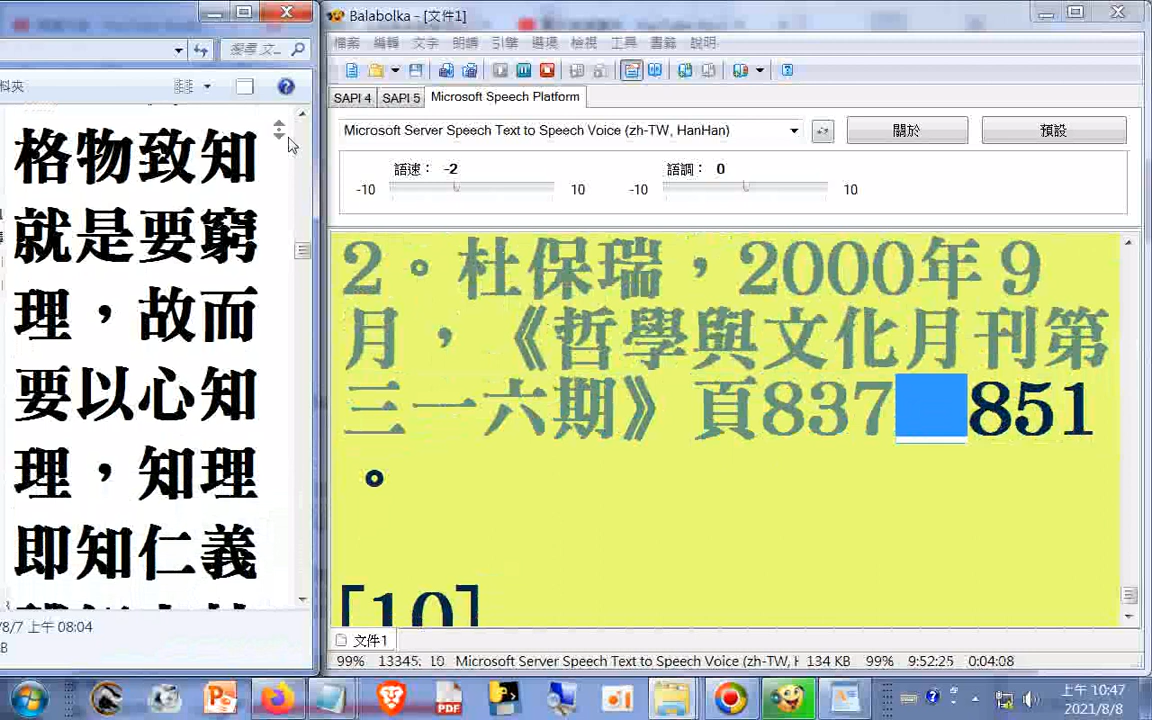 搜尋 文...
料夾
格物致知
就是要窮
理，故而
要以心知
理，知理
即知仁義
/8/7 上午 08:04
B
Balabolka - [文件1]
檔案 編輯 文字 朗讀 引擎 選項 檢視 工具 書籤 說明
SAPI 4 SAPI 5 Microsoft Speech Platform
Microsoft Server Speech Text to Speech Voice (zh-TW, HanHan)
關於
預設
語速： -2
-10 10
語調： 0
-10 10
2。杜保瑞，2000年９
月，《哲學與文化月刊第
三一六期》頁837 851
。
[10]
文件1
99% 13345: 10 Microsoft Server Speech Text to Speech Voice (zh-TW, H 134 KB 99% 9:52:25 0:04:08
上午 10:47
2021/8/8